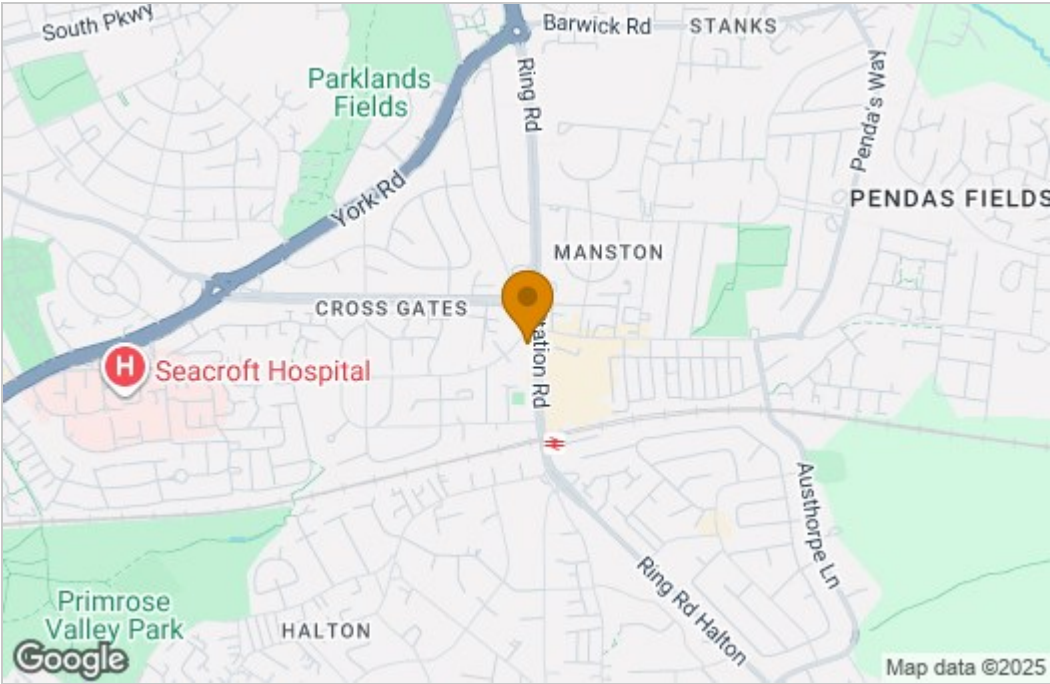 South Pkwy
Barwick Rd
STANKS
Parklands
Fields
Ring Rd
Penda's Way
York Rd
PENDAS FIELDS
MANSTON
CROSS GATES
tation Rd
H
Seacroft Hospital
Austhorpe Ln
Ring Rd Halton
Primrose
Valley Park
HALTON
Google
Map data ©2025